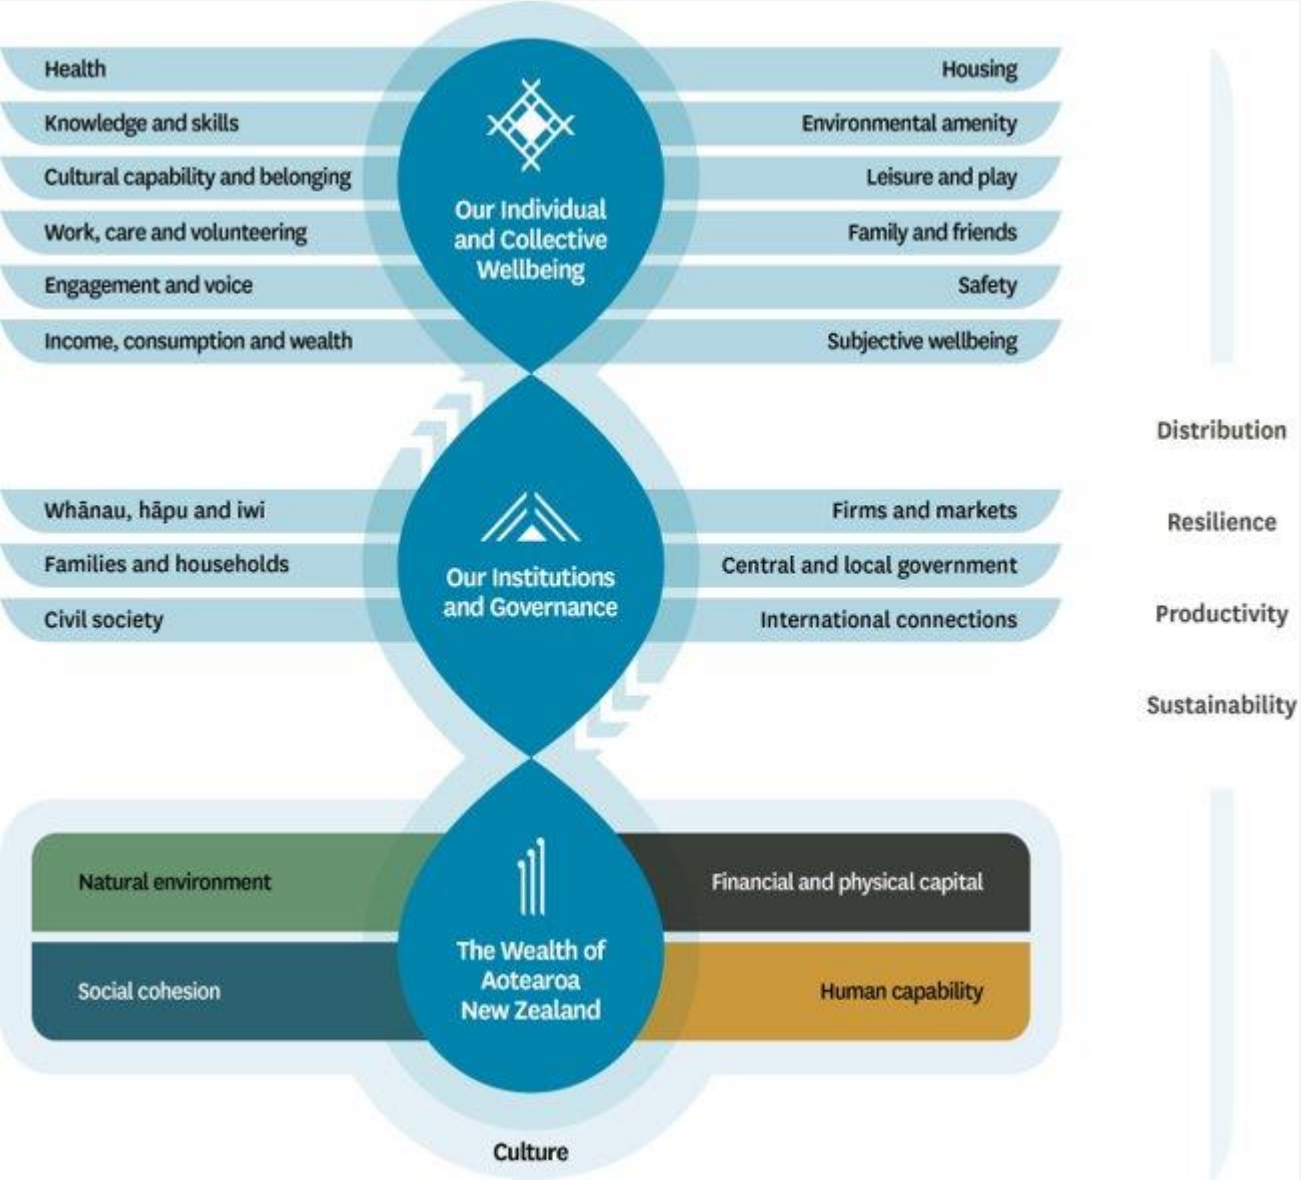 Health
Housing
Knowledge and skills
Environmental amenity
Cultural capability and belonging
Leisure and play
Work, care and volunteering
Family and friends
Engagement and voice
Safety
Income, consumption and wealth
Subjective wellbeing
Our Individual
and Collective
Wellbeing
Whānau, hāpu and iwi
Firms and markets
Families and households
Central and local government
Civil society
International connections
Our Institutions
and Governance
Natural environment
Financial and physical capital
Social cohesion
Human capability
The Wealth of
Aotearoa
New Zealand
Culture
Distribution
Resilience
Productivity
Sustainability